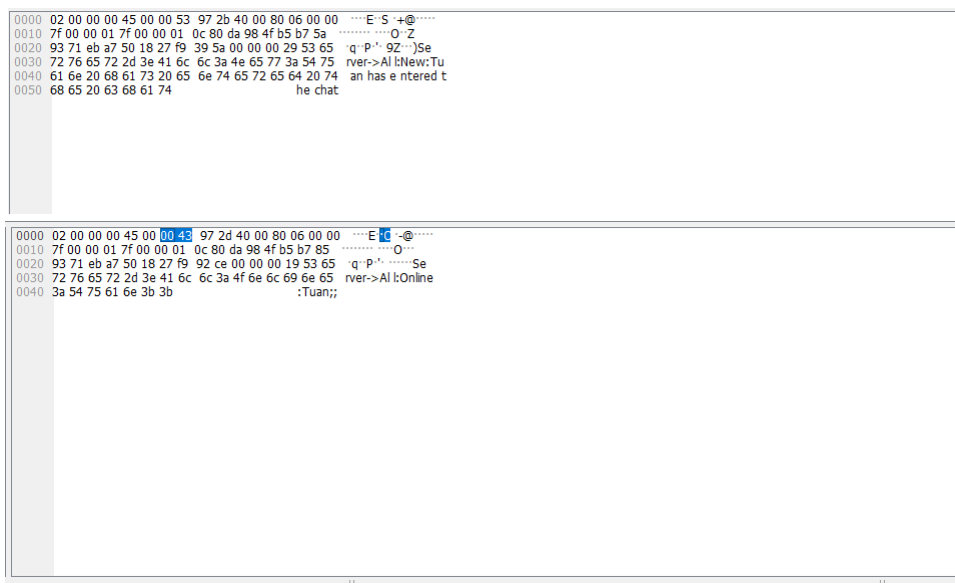 0000 02 00 00 00 45 00 00 53 97 2b 40 00 80 06 00 00 ····E··S ·+@·····
0010 7f 00 00 01 7f 00 00 01 0c 80 da 98 4f b5 b7 5a ········ ····O··Z
0020 93 71 eb a7 50 18 27 f9 39 5a 00 00 00 29 53 65 ·q··P·'· 9Z···)Se
0030 72 76 65 72 2d 3e 41 6c 6c 3a 4e 65 77 3a 54 75 rver->Al l:New:Tu
0040 61 6e 20 68 61 73 20 65 6e 74 65 72 65 64 20 74 an has e ntered t
0050 68 65 20 63 68 61 74 he chat
0000 02 00 00 00 45 00 00 43 97 2d 40 00 80 06 00 00 ····E··C ·-@·····
0010 7f 00 00 01 7f 00 00 01 0c 80 da 98 4f b5 b7 85 ········ ····O···
0020 93 71 eb a7 50 18 27 f9 92 ce 00 00 00 19 53 65 ·q··P·'· ······Se
0030 72 76 65 72 2d 3e 41 6c 6c 3a 4f 6e 6c 69 6e 65 rver->Al l:Online
0040 3a 54 75 61 6e 3b 3b :Tuan;;